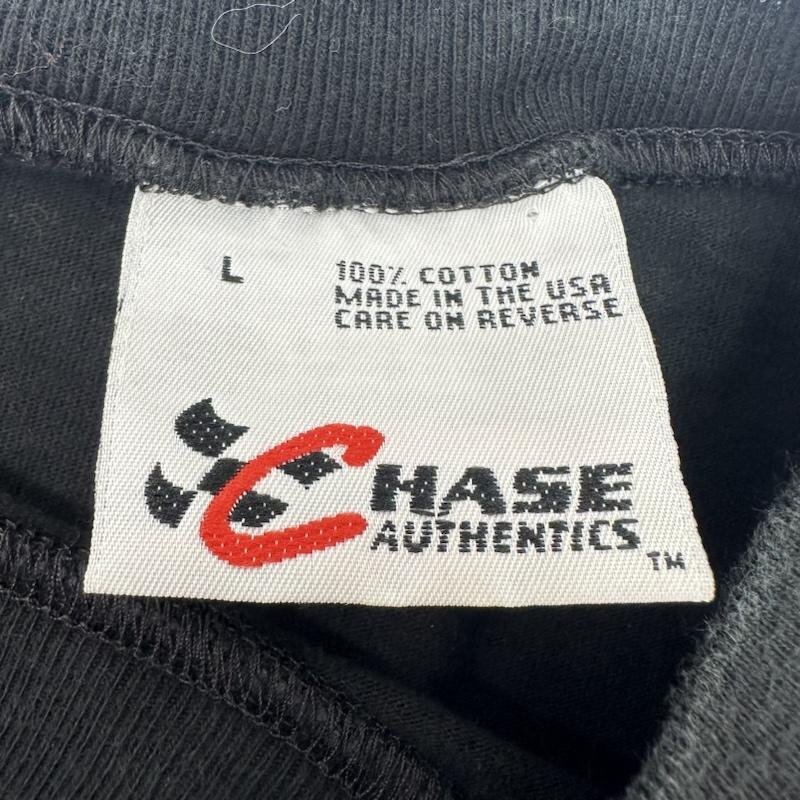 L
100% COTTON
MADE IN THE USA
CARE ON REVERSE
CHASE
AUTHENTICS TM